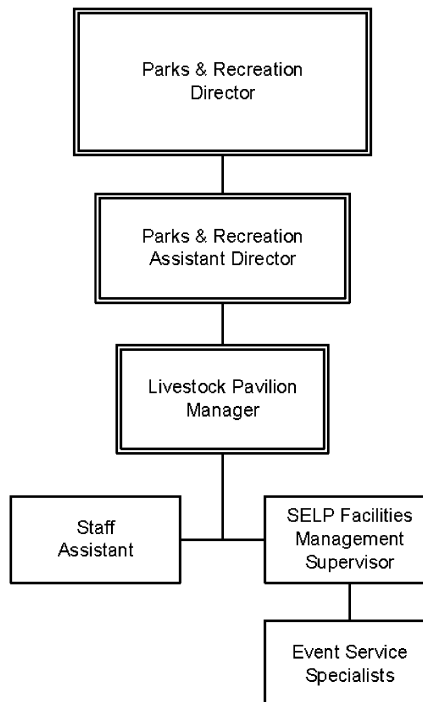 Parks & Recreation
Director
Parks & Recreation
Assistant Director
Livestock Pavilion
Manager
Staff
Assistant
SELP Facilities
Management
Supervisor
Event Service
Specialists